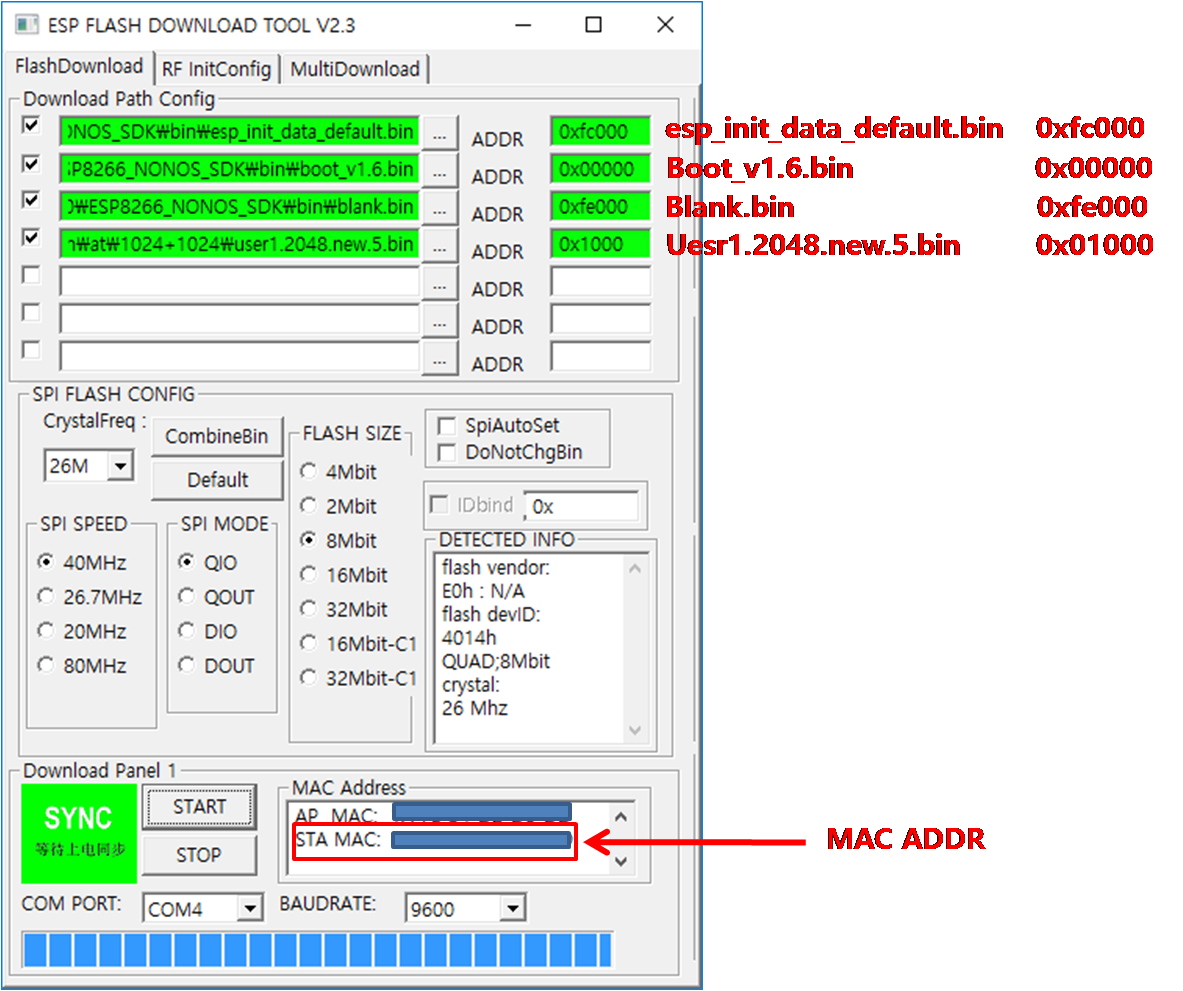 ESP FLASH DOWNLOAD TOOL V2.3
FlashDownload RF InitConfig MultiDownload
Download Path Config
)NOS_SDK₩bin₩esp_init_data_default.bin ... ADDR 0xfc000 esp_init_data_default.bin 0xfc000
P8266_NONOS_SDK₩bin₩boot_v1.6.bin ... ADDR 0x00000 Boot_v1.6.bin 0x00000
)₩ESP8266_NONOS_SDK₩bin₩blank.bin ... ADDR 0xfe000 Blank.bin 0xfe000
n₩at₩1024+1024₩user1.2048.new.5.bin ... ADDR 0x1000 Uesr1.2048.new.5.bin 0x01000
... ADDR
... ADDR
... ADDR
SPI FLASH CONFIG
CrystalFreq :
26M
CombineBin
Default
SPI SPEED
40MHz
26.7MHz
20MHz
80MHz
SPI MODE
QIO
QOUT
DIO
DOUT
FLASH SIZE
4Mbit
2Mbit
8Mbit
16Mbit
32Mbit
16Mbit-C1
32Mbit-C1
SpiAutoSet
DoNotChgBin
IDbind 0x
DETECTED INFO
flash vendor:
E0h : N/A
flash devID:
4014h
QUAD;8Mbit
crystal:
26 Mhz
Download Panel 1
SYNC
等待上电同步
START
STOP
MAC Address
AP MAC:
STA MAC:
MAC ADDR
COM PORT: COM4 BAUDRATE: 9600